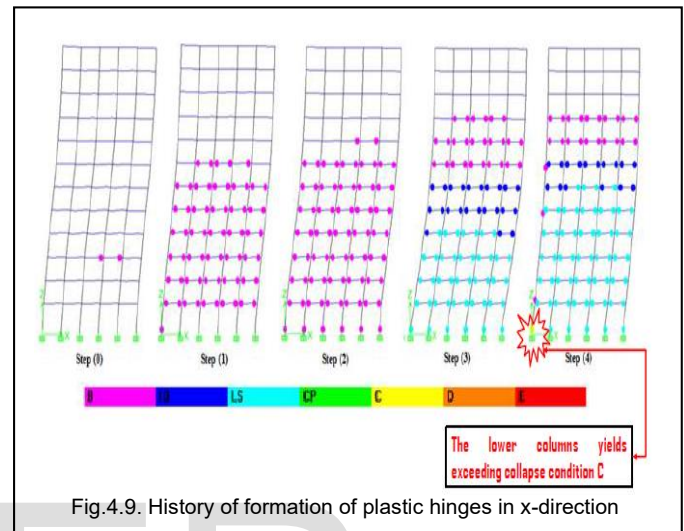 Step (0) Step (1) Step (2) Step (3) Step (4)
B IO LS CP C D E
The lower columns yields
exceeding collapse condition C
Fig.4.9. History of formation of plastic hinges in x-direction